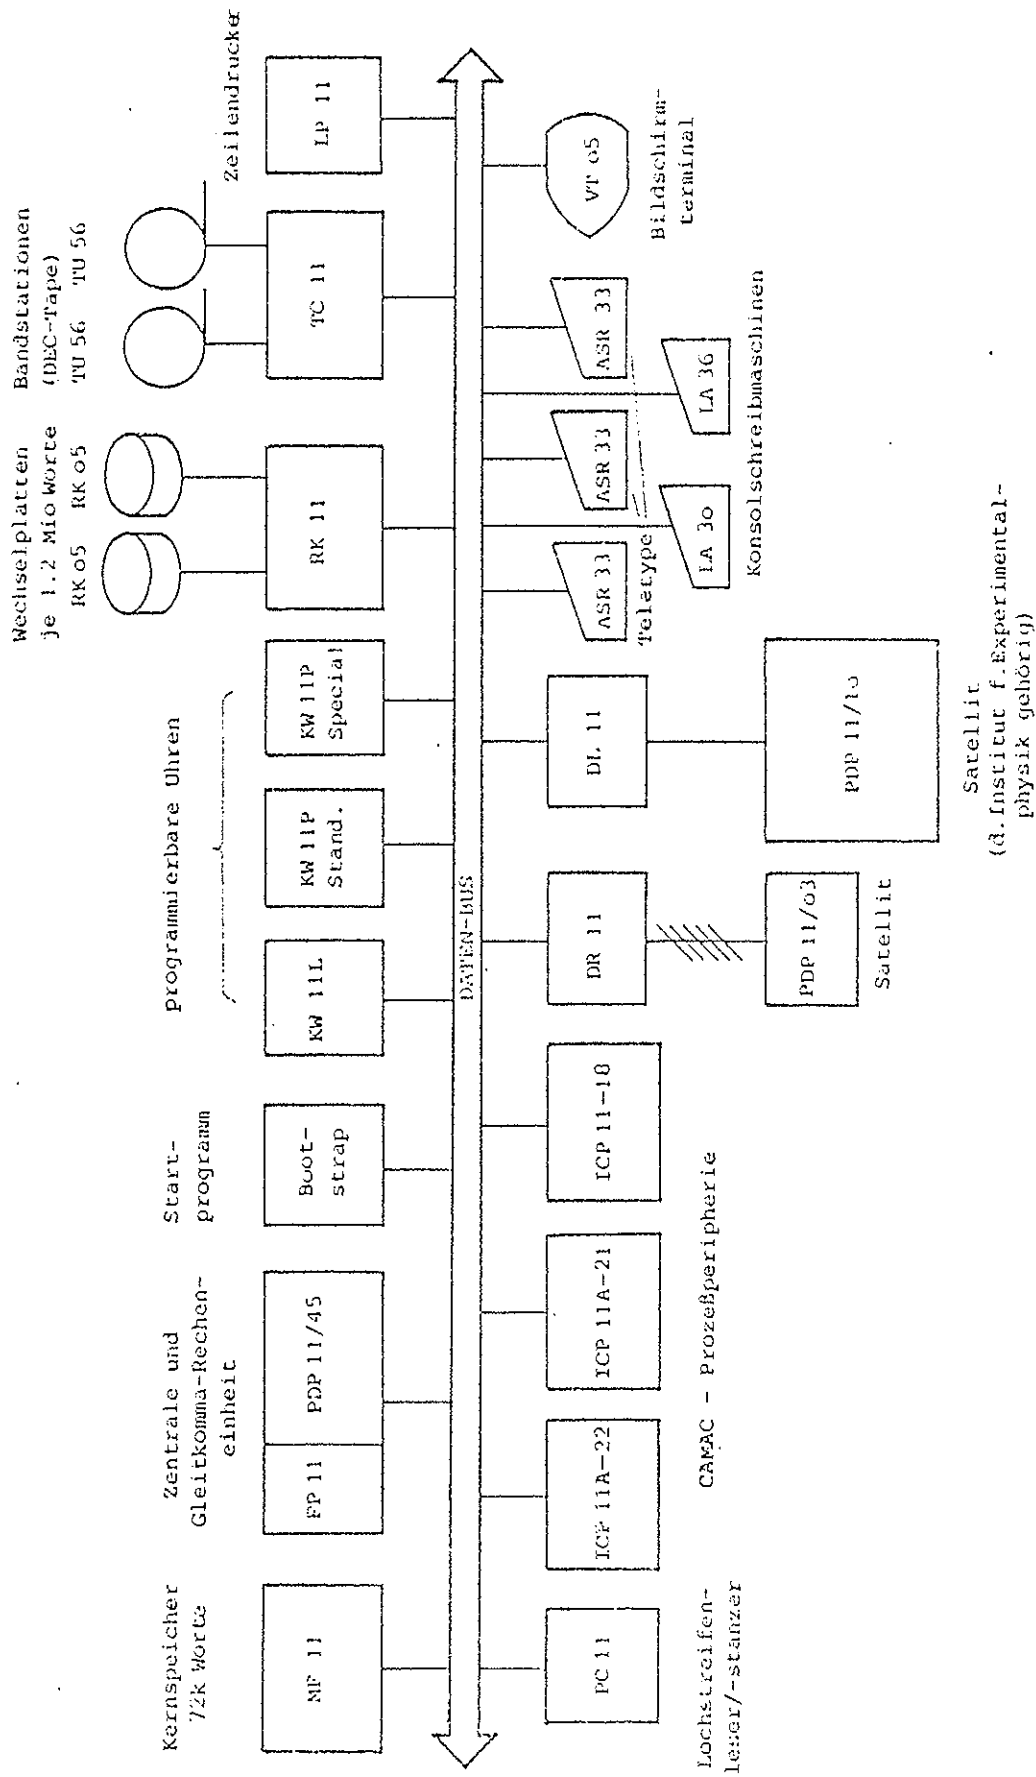 Kernspeicher
72k Worte
MF 11
Zentrale und
Gleitkomma-Rechen-
einheit
FP 11
PDP 11/45
Start-
programm
Boot-
strap
programmierbare Uhren
KW 11L
KW 11P
Stand.
KW 11P
Special
Wechselplatten
je 1.2 Mio Worte
RK o5
RK o5
RK 11
Bandstationen
(DEC-Tape)
TU 56
TU 56
TC 11
Zeilendrucker
LP 11
DATEN-BUS
PC 11
Lochstreifen-
leser/-stanzer
ICP 11A-22
ICP 11A-21
ICP 11-18
CAMAC - Prozeßperipherie
DR 11
PDP 11/o3
Satellit
DL 11
PDP 11/1o
Satellit
(d.Institut f.Experimental-
physik gehörig)
ASR 33
ASR 33
ASR 33
Teletype
LA 3o
LA 36
Konsolschreibmaschinen
VT o5
Bildschirm-
terminal